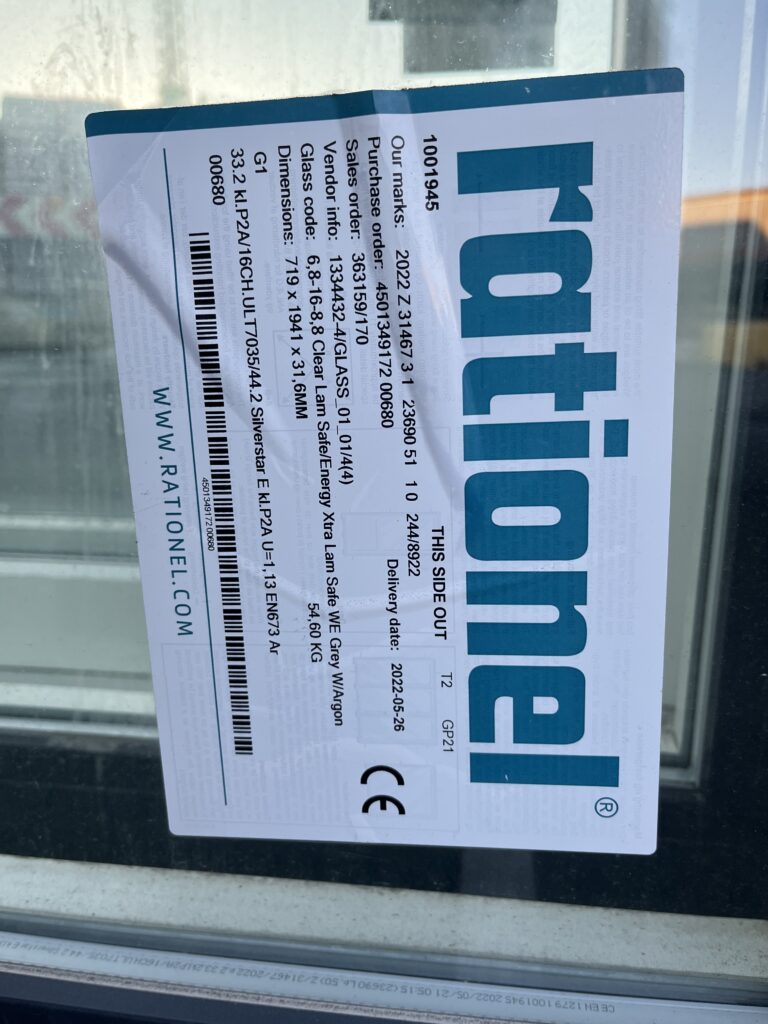 rationel®
1001945 THIS SIDE OUT T2 GP21
Our marks: 2022 Z 31467 3 1 23690 51 1 0 244/8922
Purchase order: 4501349172 00680 Delivery date: 2022-05-26
Sales order: 363159/170
Vendor info: 1334432-4/GLASS_01_01/4(4)
Glass code: 6,8-16-8,8 Clear Lam Safe/Energy Xtra Lam Safe WE Grey W/Argon
Dimensions: 719 x 1941 x 31,6MM 54,60 KG
G1
33.2 kl.P2A/16CH.ULT7035/44.2 Silverstar E kl.P2A U=1,13 EN673 Ar
00680
4501349172 00680
WWW.RATIONEL.COM
CE